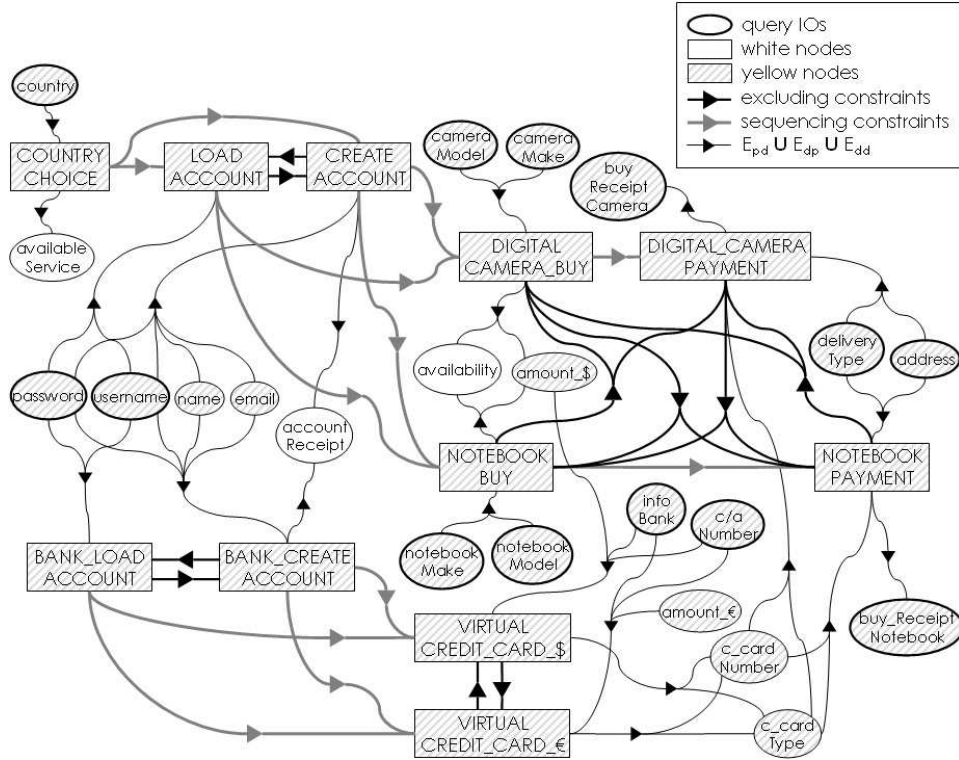 query IOs
white nodes
yellow nodes
excluding constraints
sequencing constraints
Epd U Edp U Edd
country
COUNTRY
CHOICE
LOAD
ACCOUNT
CREATE
ACCOUNT
camera
Model
camera
Make
buy
Receipt
Camera
available
Service
DIGITAL
CAMERA_BUY
DIGITAL_CAMERA
PAYMENT
availability
amount_$
delivery
Type
address
password
username
name
email
account
Receipt
NOTEBOOK
BUY
NOTEBOOK
PAYMENT
info
Bank
c/a
Number
notebook
Make
notebook
Model
BANK_LOAD
ACCOUNT
BANK_CREATE
ACCOUNT
amount_€
buy_Receipt
Notebook
VIRTUAL
CREDIT_CARD_$
c_card
Number
VIRTUAL
CREDIT_CARD_€
c_card
Type